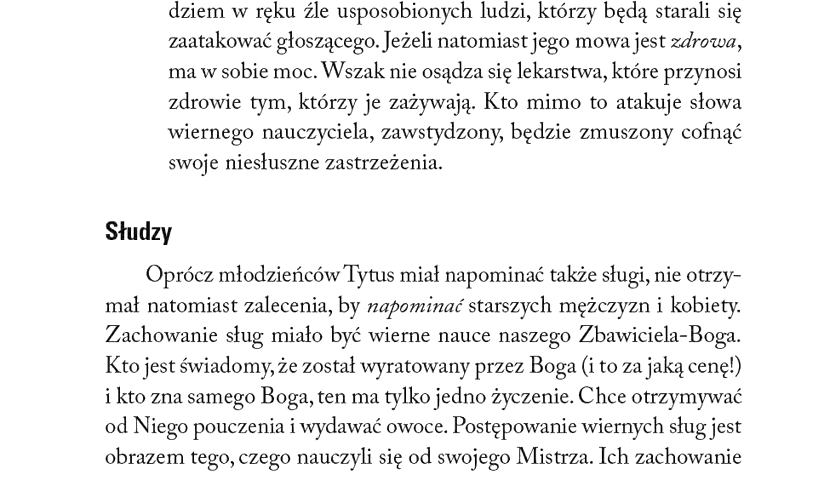 dziem w ręku źle usposobionych ludzi, którzy będą starali się
zaatakować głoszącego. Jeżeli natomiast jego mowa jest zdrowa,
ma w sobie moc. Wszak nie osądza się lekarstwa, które przynosi
zdrowie tym, którzy je zażywają. Kto mimo to atakuje słowa
wiernego nauczyciela, zawstydzony, będzie zmuszony cofnąć
swoje niesłuszne zastrzeżenia.
Słudzy
Oprócz młodzieńców Tytus miał napominać także sługi, nie otrzy-
mał natomiast zalecenia, by napominać starszych mężczyzn i kobiety.
Zachowanie sług miało być wierne nauce naszego Zbawiciela-Boga.
Kto jest świadomy, że został wyratowany przez Boga (i to za jaką cenę!)
i kto zna samego Boga, ten ma tylko jedno życzenie. Chce otrzymywać
od Niego pouczenia i wydawać owoce. Postępowanie wiernych sług jest
obrazem tego, czego nauczyli się od swojego Mistrza. Ich zachowanie